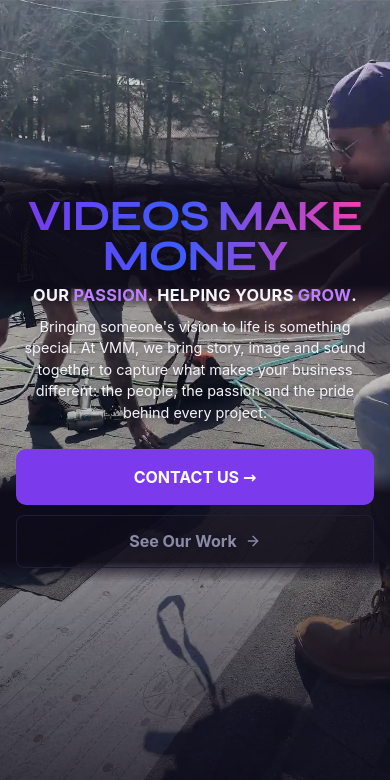 VIDEOS MAKE
MONEY
OUR PASSION. HELPING YOURS GROW.
Bringing someone's vision to life is something
special. At VMM, we bring story, image and sound
together to capture what makes your business
different: the people, the passion and the pride
behind every project.
CONTACT US →
See Our Work →